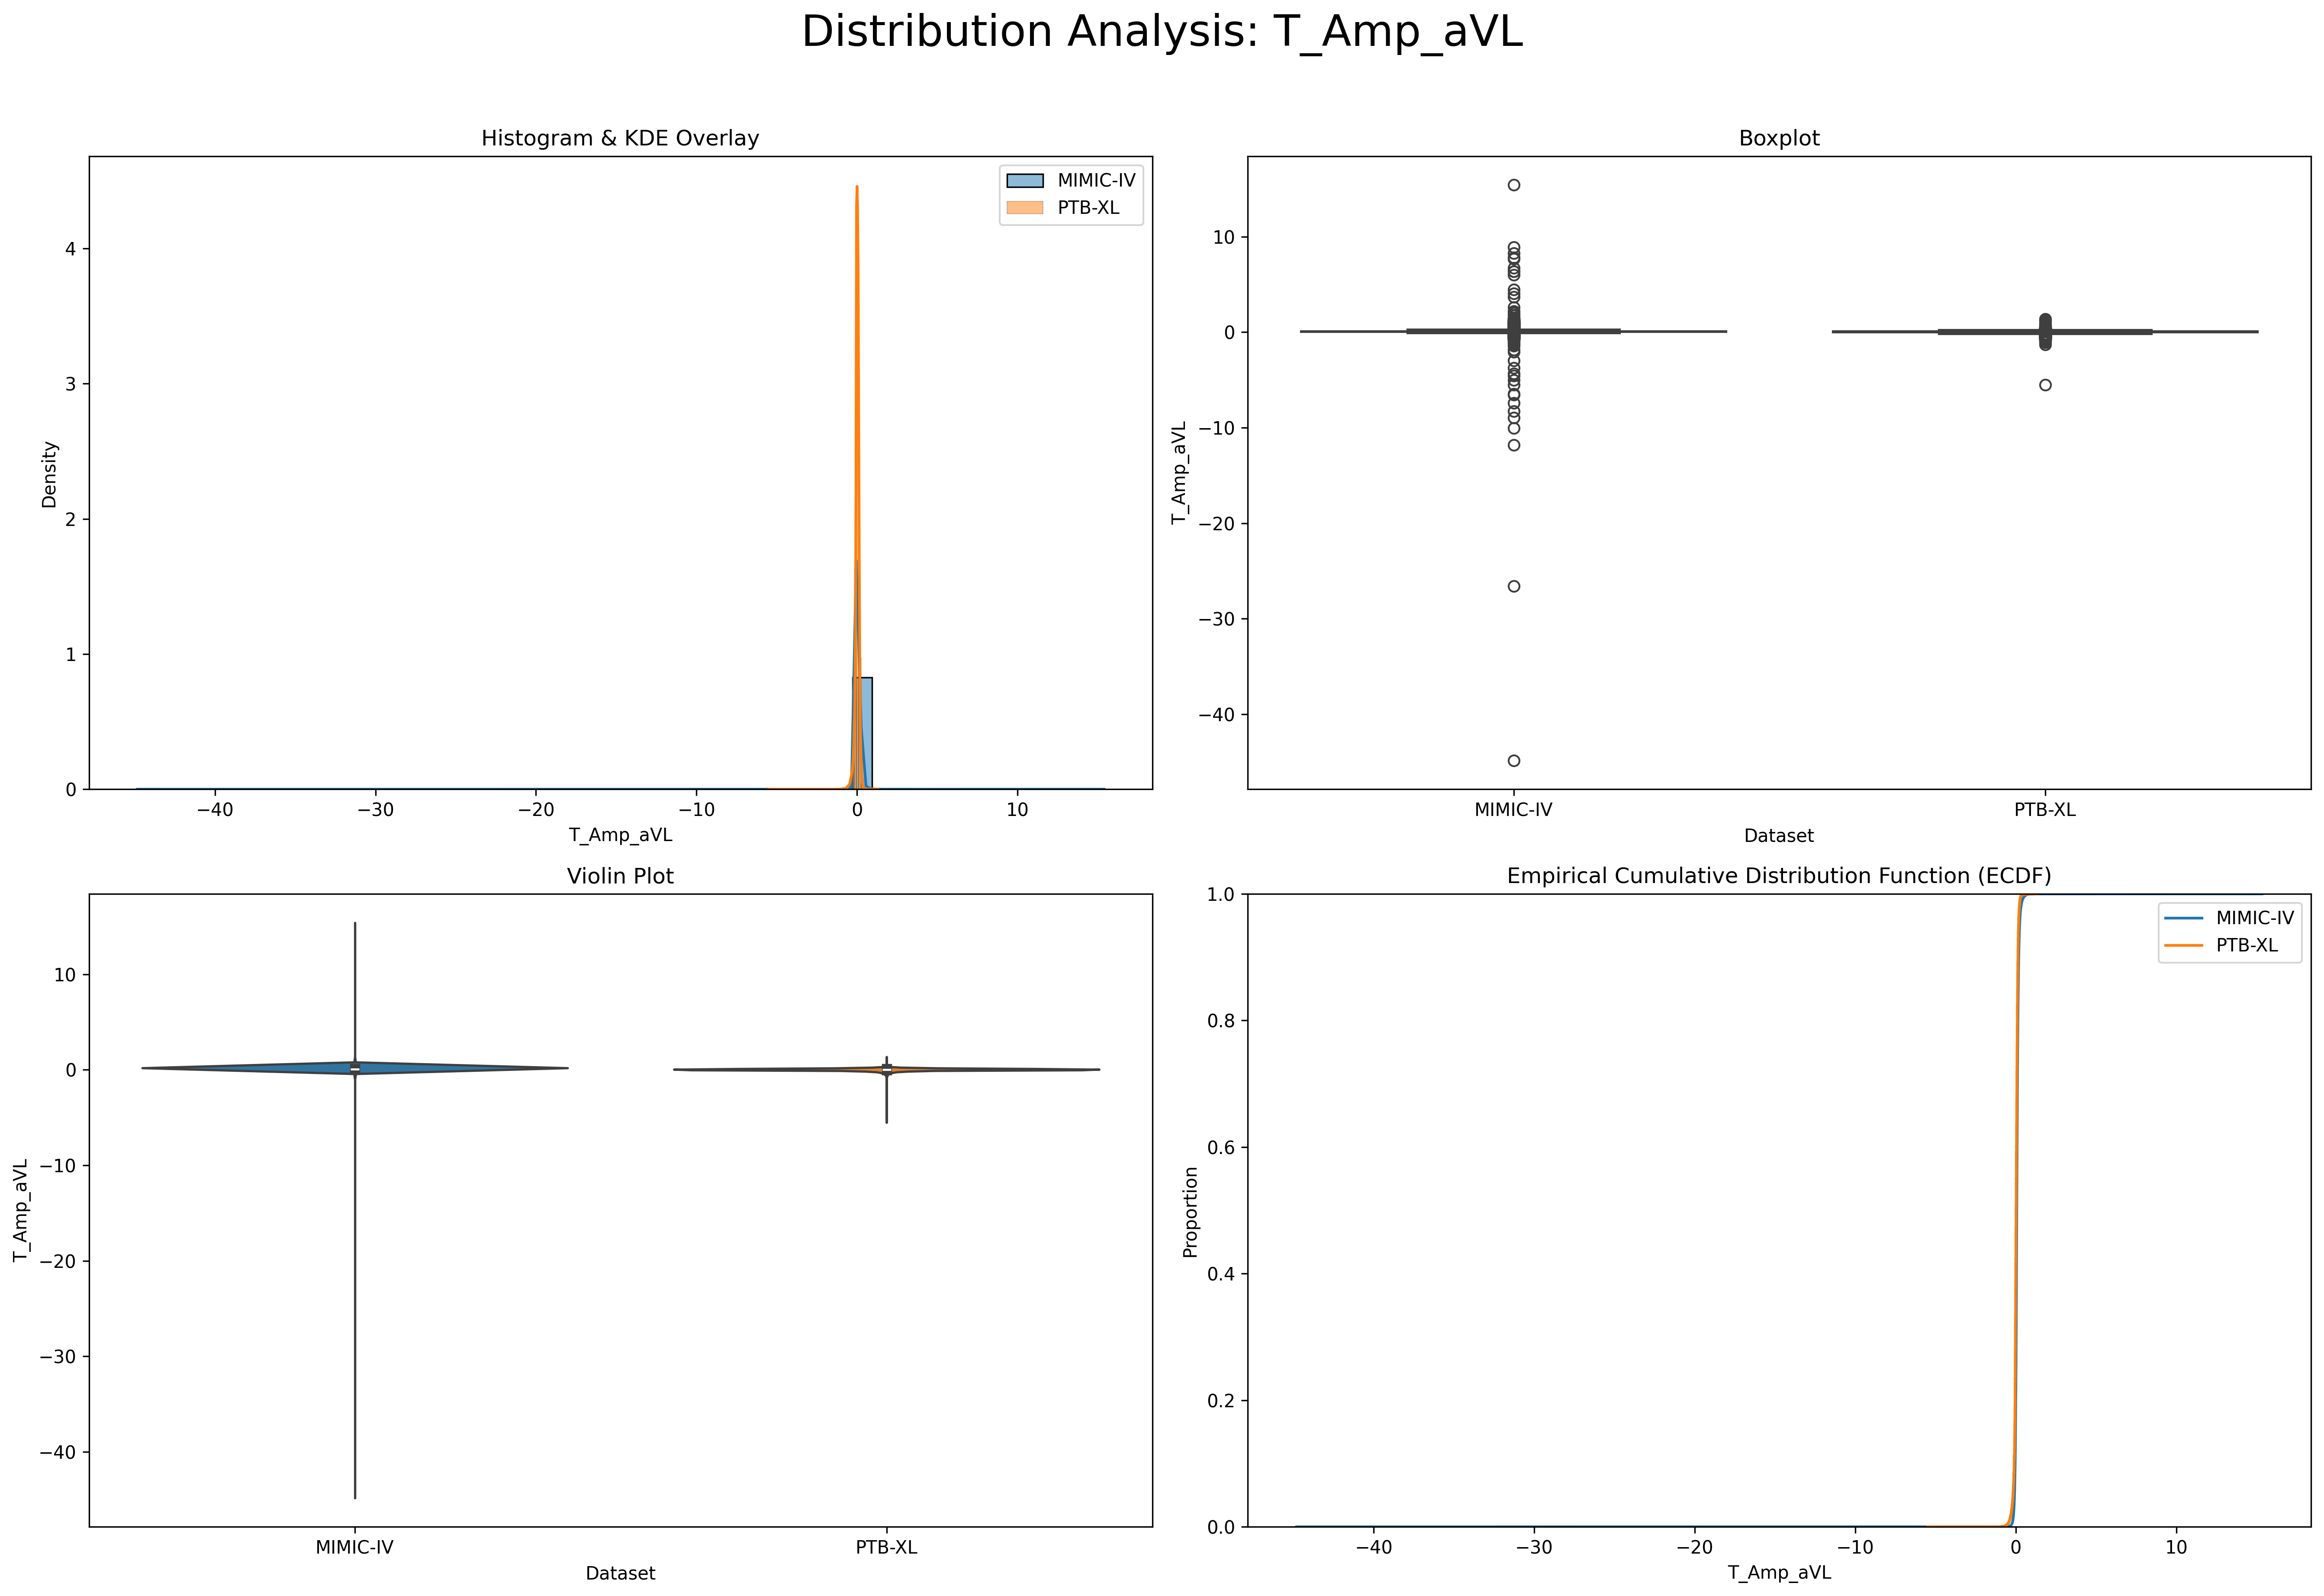 Distribution Analysis: T_Amp_aVL
Histogram & KDE Overlay
MIMIC-IV
PTB-XL
4
3
2
1
0
Density
−40 −30 −20 −10 0 10
T_Amp_aVL
Boxplot
10
0
−10
−20
−30
−40
T_Amp_aVL
MIMIC-IV PTB-XL
Dataset
Violin Plot
10
0
−10
−20
−30
−40
T_Amp_aVL
MIMIC-IV PTB-XL
Dataset
Empirical Cumulative Distribution Function (ECDF)
MIMIC-IV
PTB-XL
1.0
0.8
0.6
0.4
0.2
0.0
Proportion
−40 −30 −20 −10 0 10
T_Amp_aVL